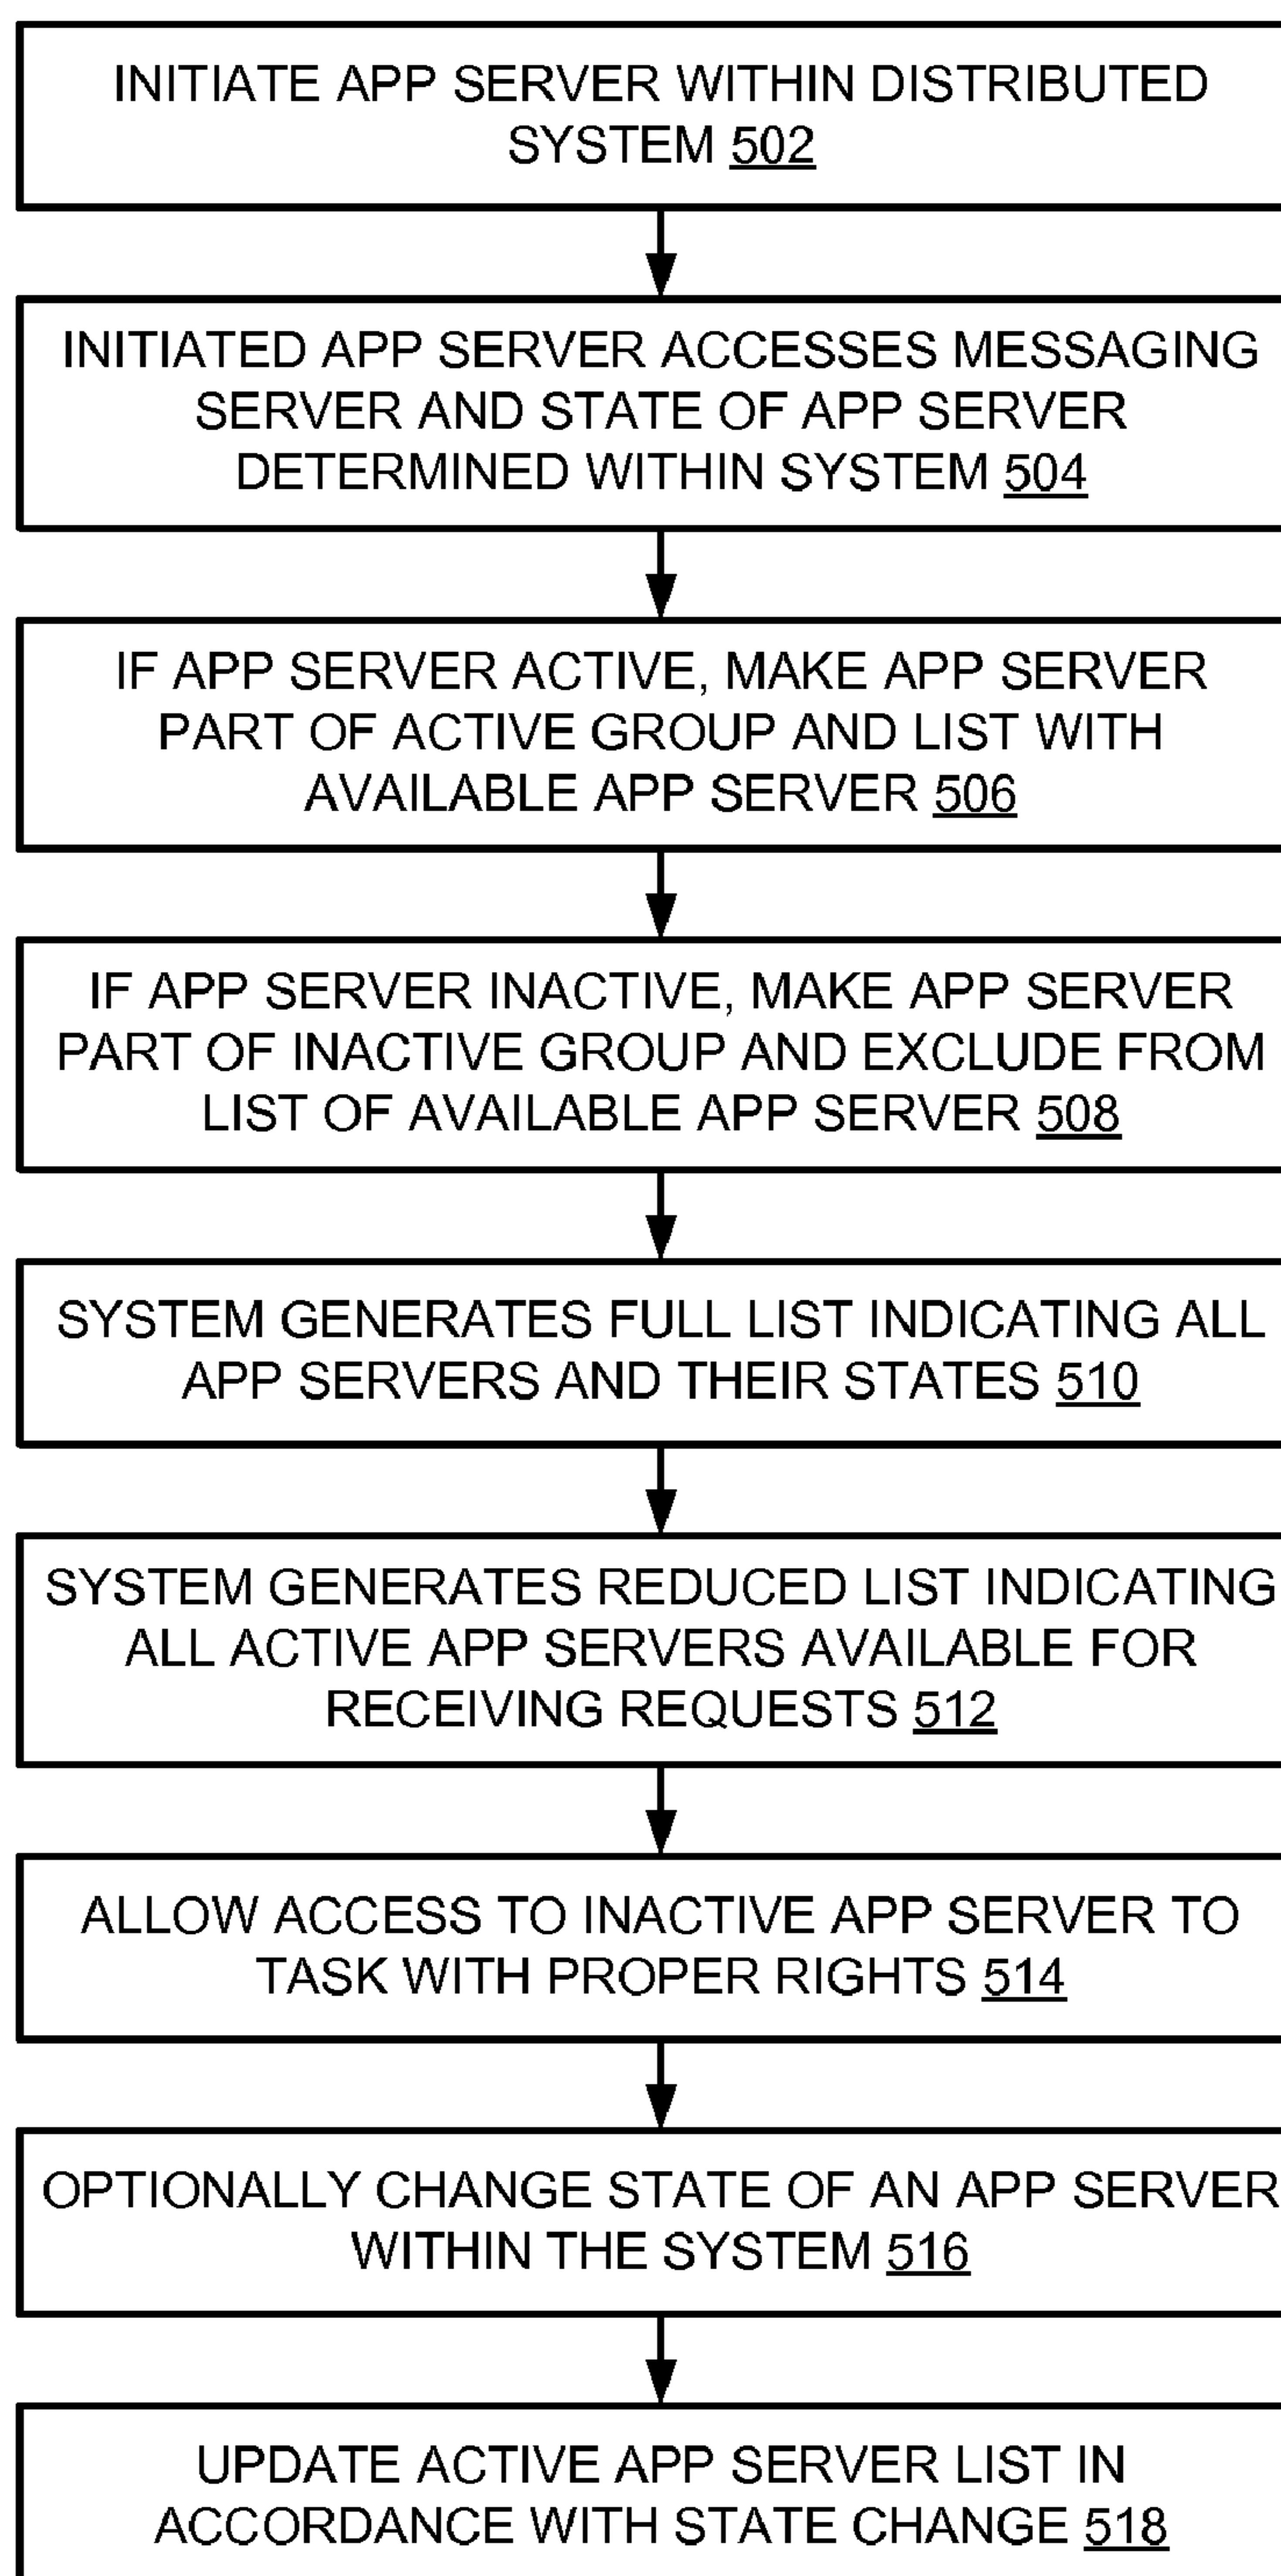 INITIATE APP SERVER WITHIN DISTRIBUTED
SYSTEM 502
INITIATED APP SERVER ACCESSES MESSAGING
SERVER AND STATE OF APP SERVER
DETERMINED WITHIN SYSTEM 504
IF APP SERVER ACTIVE, MAKE APP SERVER
PART OF ACTIVE GROUP AND LIST WITH
AVAILABLE APP SERVER 506
IF APP SERVER INACTIVE, MAKE APP SERVER
PART OF INACTIVE GROUP AND EXCLUDE FROM
LIST OF AVAILABLE APP SERVER 508
SYSTEM GENERATES FULL LIST INDICATING ALL
APP SERVERS AND THEIR STATES 510
SYSTEM GENERATES REDUCED LIST INDICATING
ALL ACTIVE APP SERVERS AVAILABLE FOR
RECEIVING REQUESTS 512
ALLOW ACCESS TO INACTIVE APP SERVER TO
TASK WITH PROPER RIGHTS 514
OPTIONALLY CHANGE STATE OF AN APP SERVER
WITHIN THE SYSTEM 516
UPDATE ACTIVE APP SERVER LIST IN
ACCORDANCE WITH STATE CHANGE 518